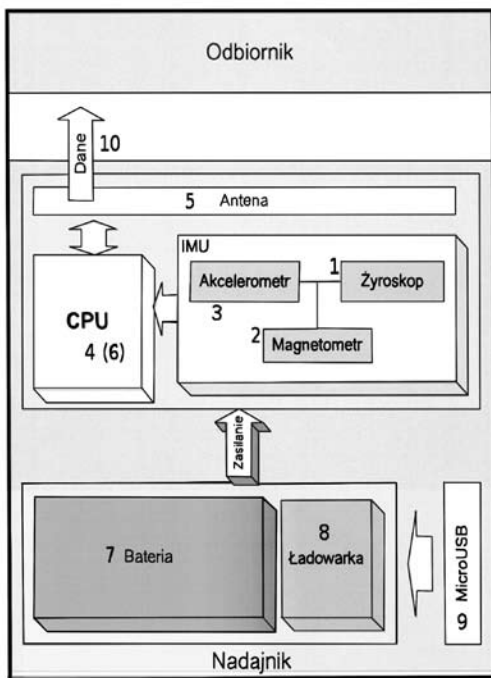 Odbiornik
Dane
10
5 Antena
IMU
Akcelerometr
1
Żyroskop
3
2
Magnetometr
CPU
4 (6)
Zasilanie
7 Bateria
8
Ładowarka
9 MicroUSB
Nadajnik